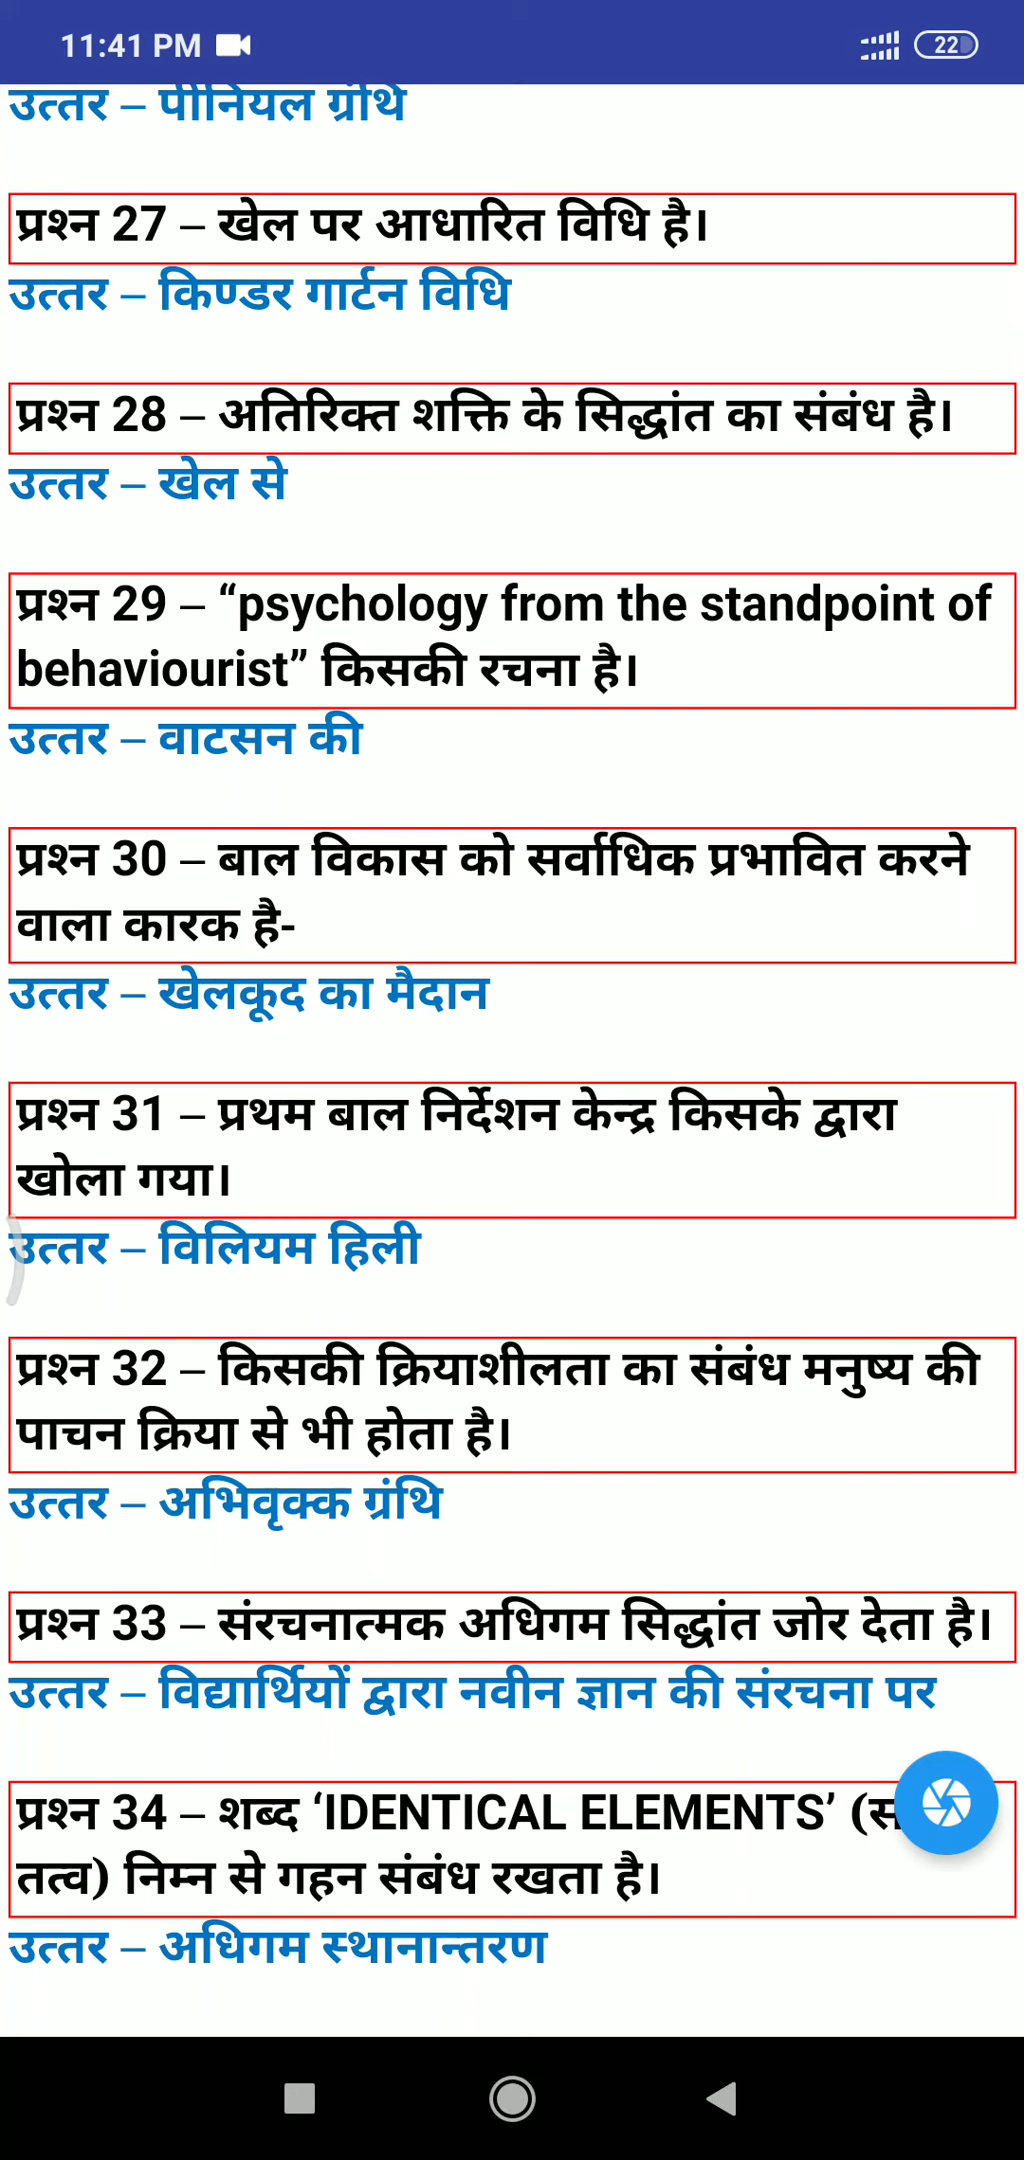 11:41 PM
22
उत्तर – पीनियल ग्रंथि
प्रश्न 27 – खेल पर आधारित विधि है।
उत्तर – किण्डर गार्टन विधि
प्रश्न 28 – अतिरिक्त शक्ति के सिद्धांत का संबंध है।
उत्तर – खेल से
प्रश्न 29 – “psychology from the standpoint of
behaviourist” किसकी रचना है।
उत्तर – वाटसन की
प्रश्न 30 – बाल विकास को सर्वाधिक प्रभावित करने
वाला कारक है-
उत्तर – खेलकूद का मैदान
प्रश्न 31 – प्रथम बाल निर्देशन केन्द्र किसके द्वारा
खोला गया।
उत्तर – विलियम हिली
प्रश्न 32 – किसकी क्रियाशीलता का संबंध मनुष्य की
पाचन क्रिया से भी होता है।
उत्तर – अभिवृक्क ग्रंथि
प्रश्न 33 – संरचनात्मक अधिगम सिद्धांत जोर देता है।
उत्तर – विद्यार्थियों द्वारा नवीन ज्ञान की संरचना पर
प्रश्न 34 – शब्द ‘IDENTICAL ELEMENTS’
तत्व) निम्न से गहन संबंध रखता है।
उत्तर – अधिगम स्थानान्तरण